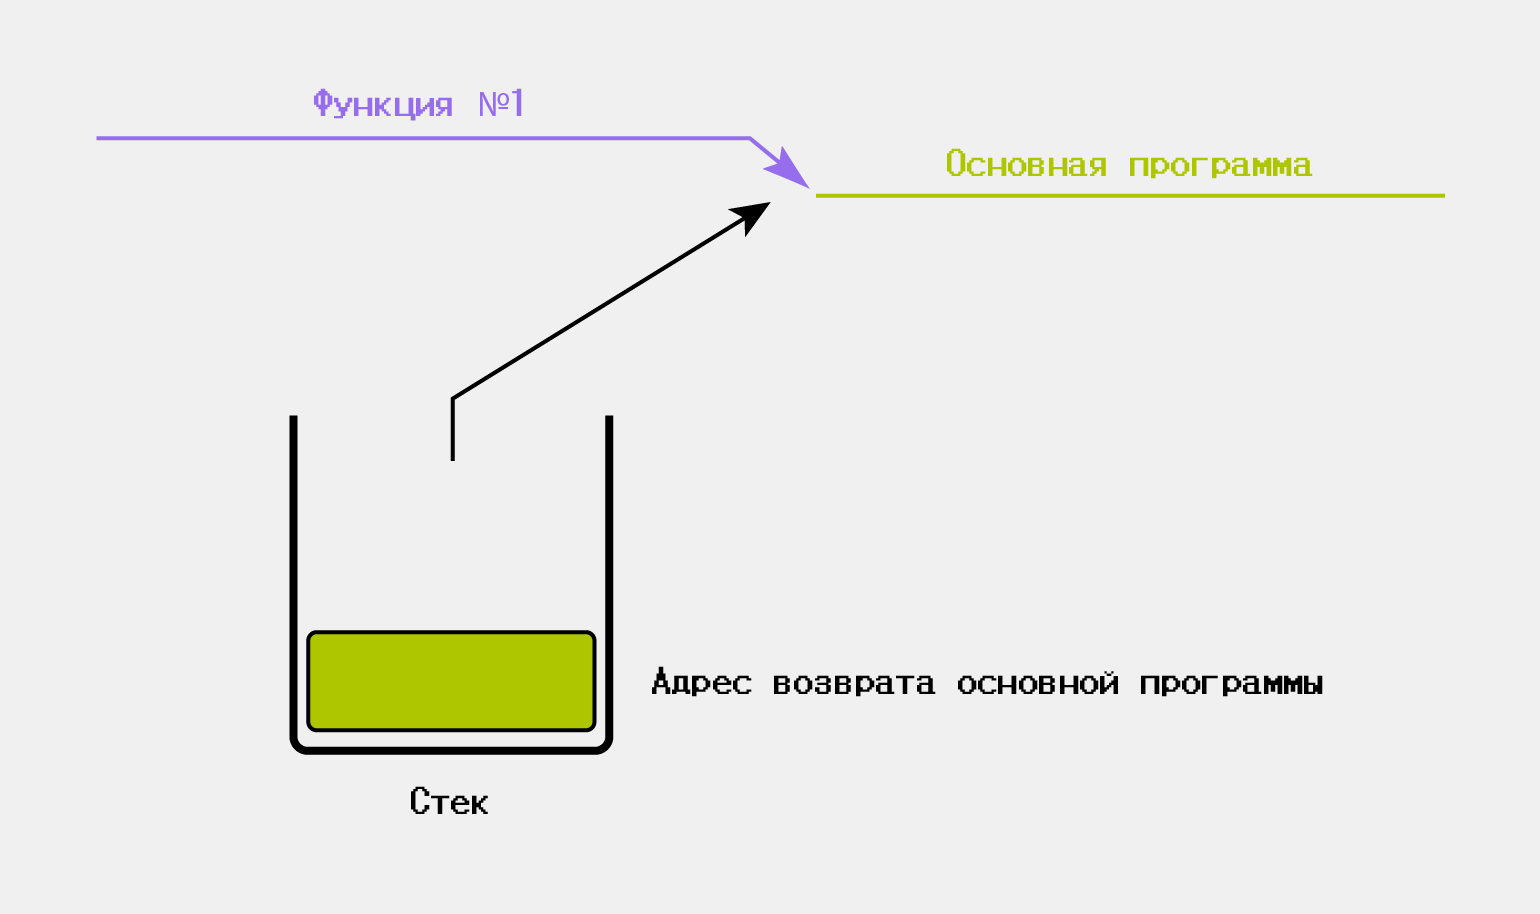 Функция №1
Основная программа
Адрес возврата основной программы
Стек